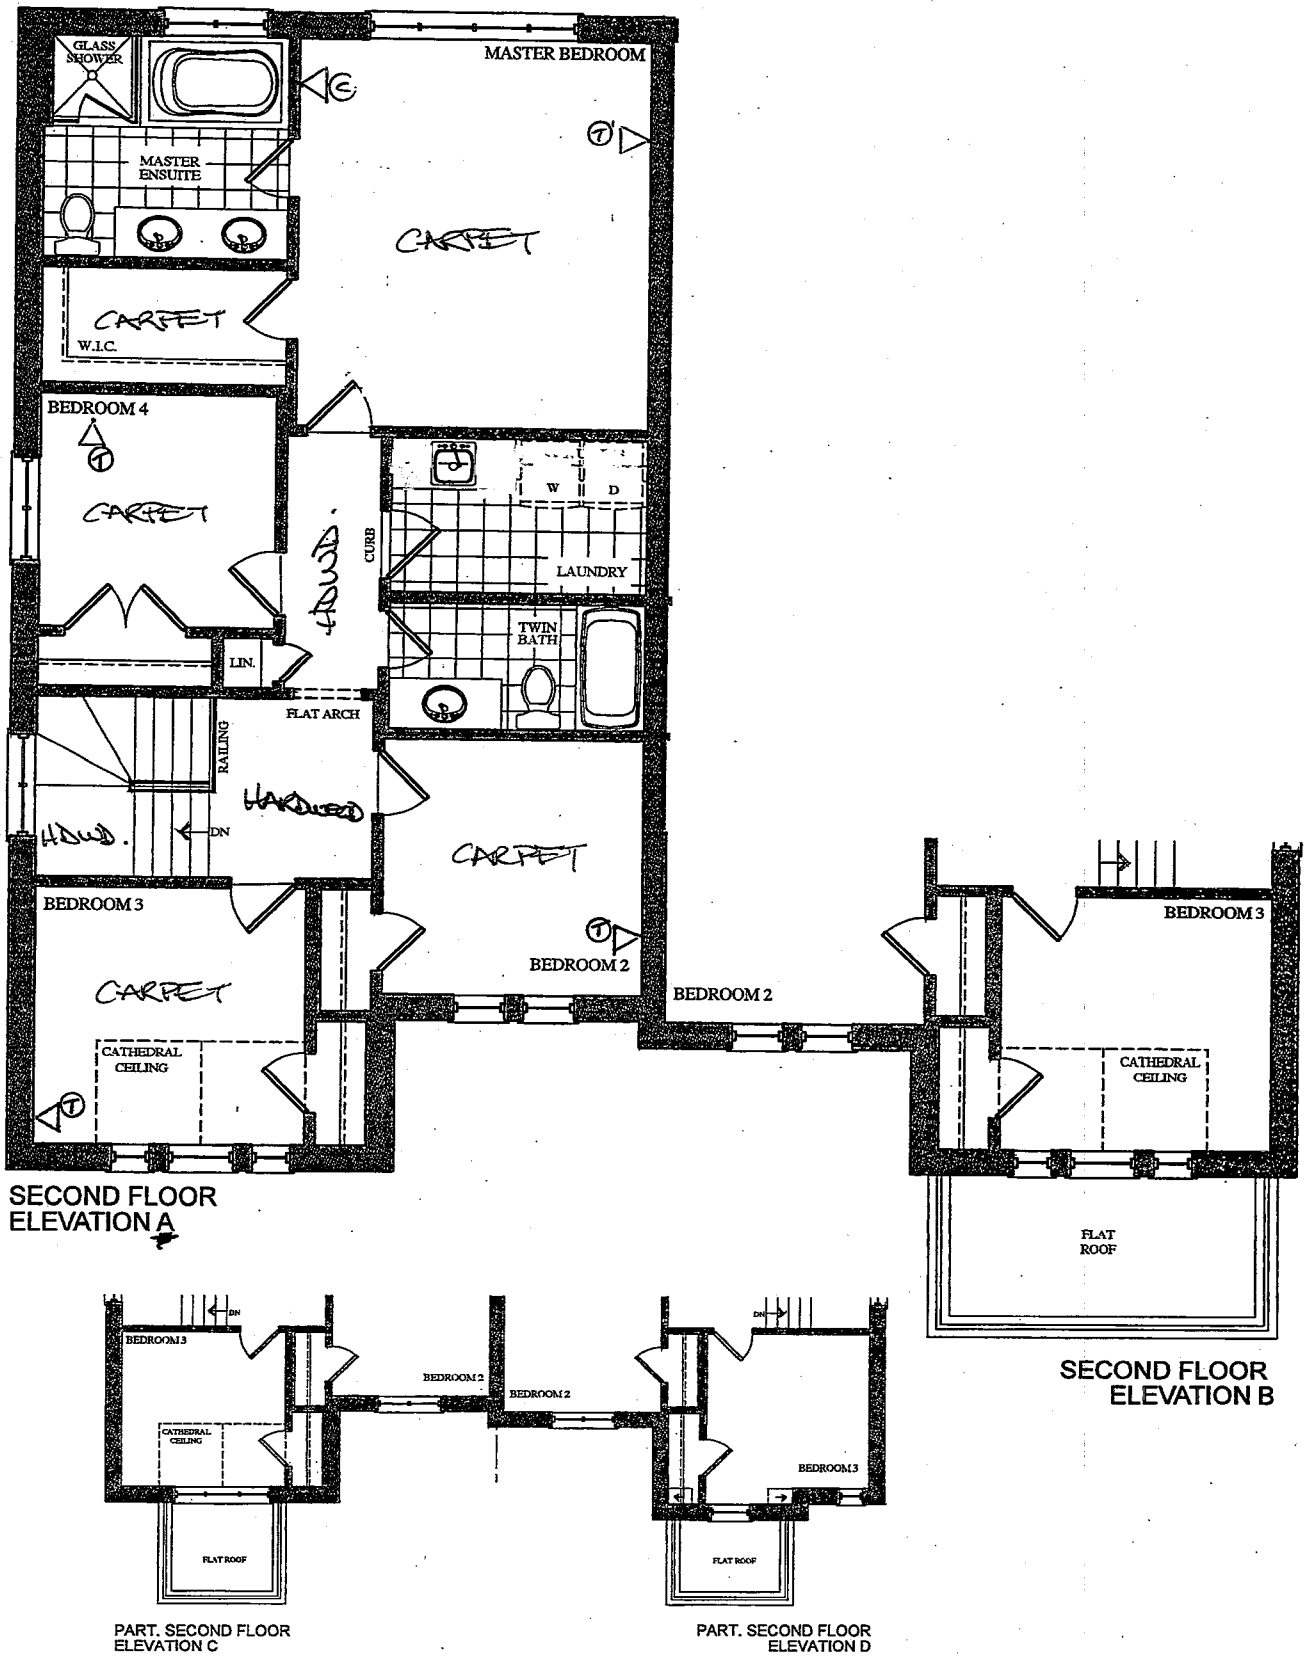 GLASS
SHOWER
MASTER BEDROOM
C
T
MASTER
ENSUITE
CARPET
CARPET
W.I.C.
BEDROOM 4
T
CARPET
HDWD.
CURB
W
D
LAUNDRY
TWIN
BATH
LIN.
FLAT ARCH
RAILING
HARDWOOD
DN
HDWD.
CARPET
BEDROOM 3
T
BEDROOM 2
CARPET
CATHEDRAL
CEILING
T
BEDROOM 2
BEDROOM 3
CATHEDRAL
CEILING
SECOND FLOOR
ELEVATION A
FLAT
ROOF
SECOND FLOOR
ELEVATION B
DN
BEDROOM 3
BEDROOM 2
CATHEDRAL
CEILING
FLAT ROOF
PART. SECOND FLOOR
ELEVATION C
DN
BEDROOM 2
BEDROOM 3
FLAT ROOF
PART. SECOND FLOOR
ELEVATION D